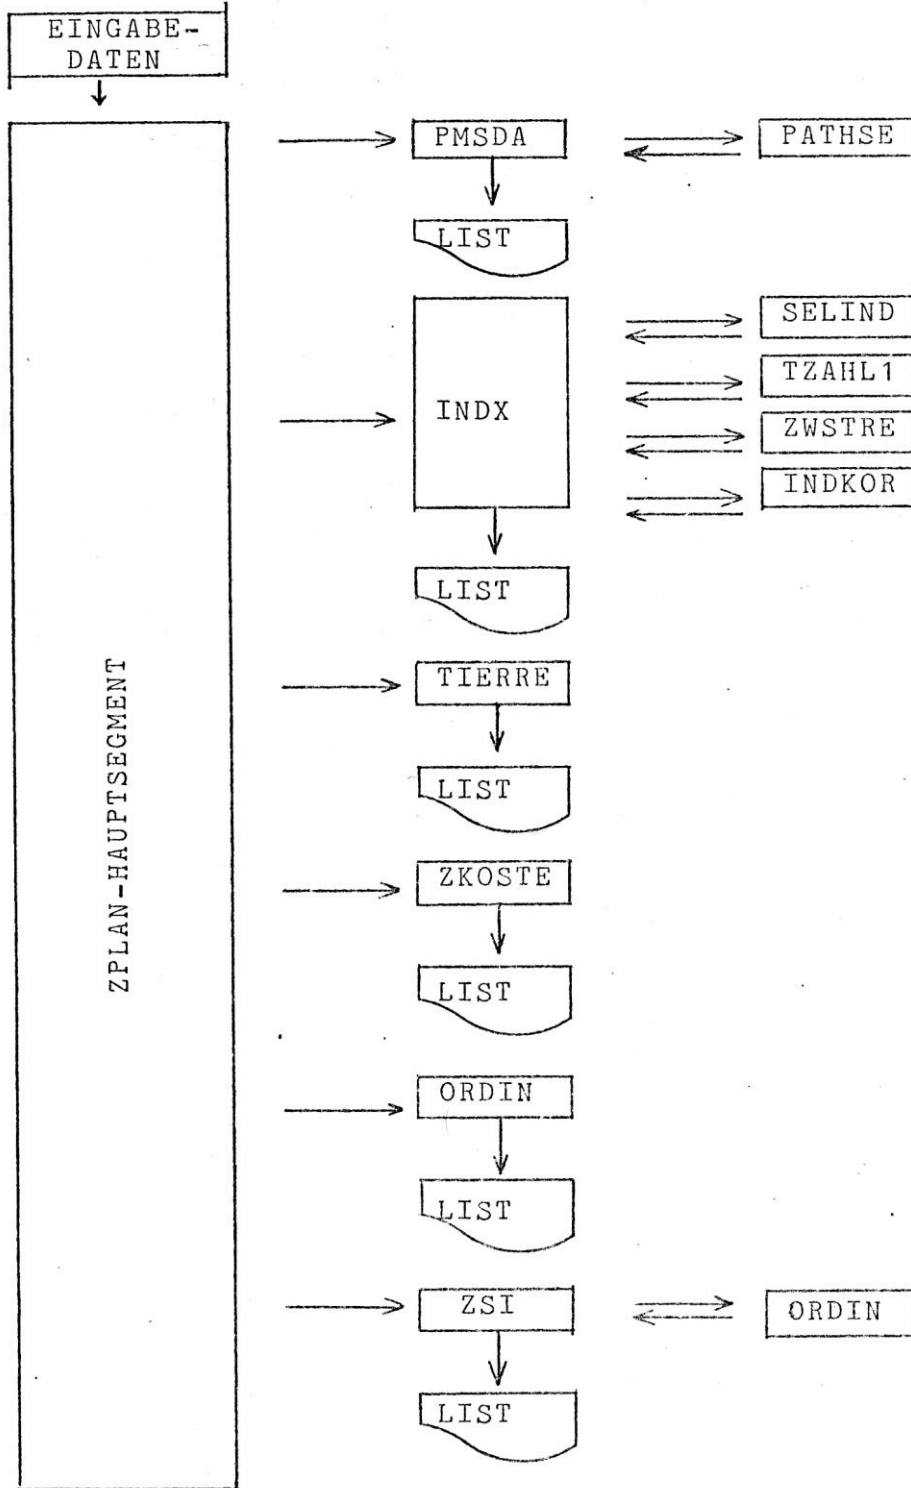 EINGABE-
DATEN
ZPLAN-HAUPTSEGMENT
PMSDA
PATHSE
LIST
INDX
SELIND
TZAHL1
ZWSTRE
INDKOR
LIST
TIERRE
LIST
ZKOSTE
LIST
ORDIN
LIST
ZSI
ORDIN
LIST